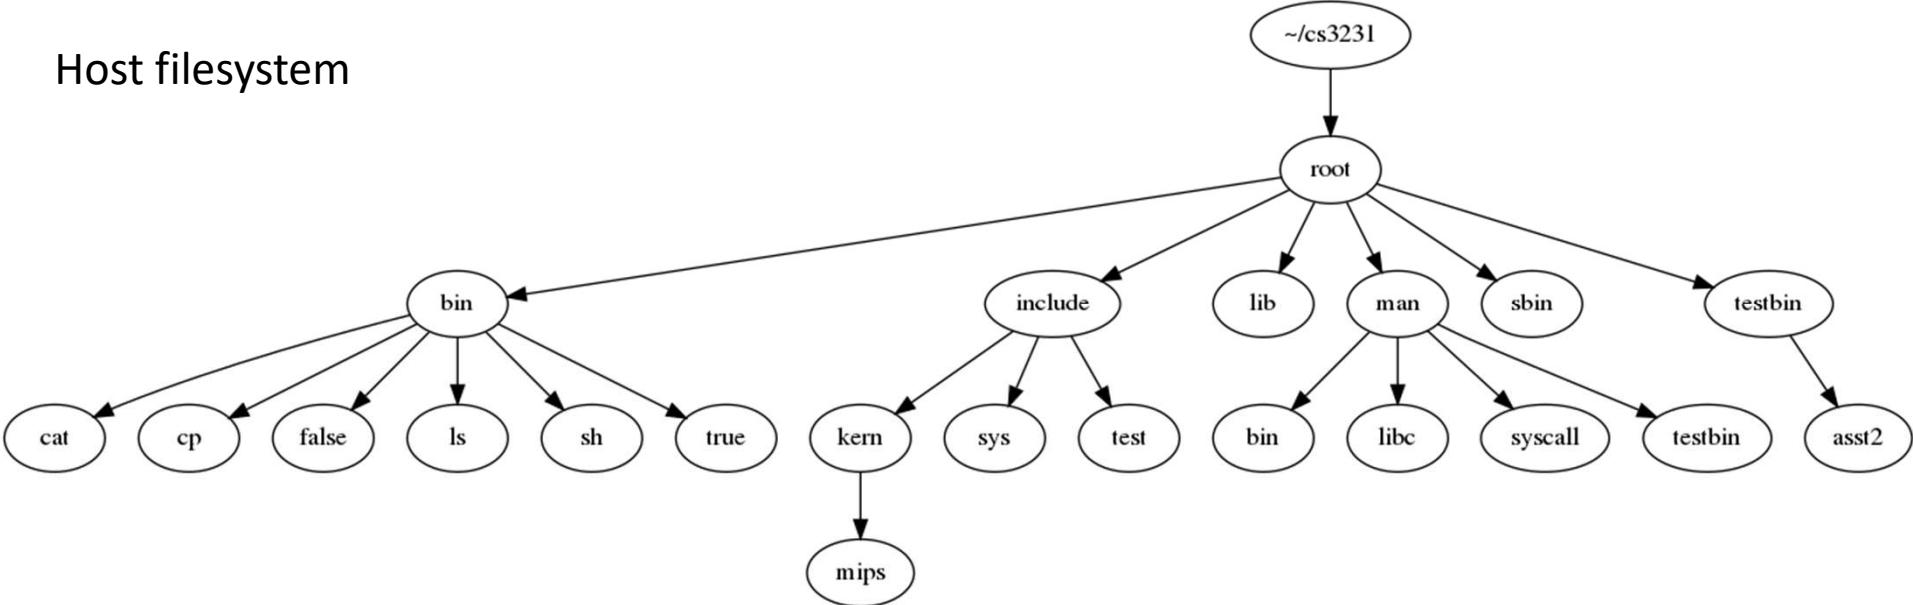 Host filesystem
~/cs3231
root
bin
include
lib
man
sbin
testbin
cat
cp
false
ls
sh
true
kern
sys
test
bin
libc
syscall
testbin
asst2
mips